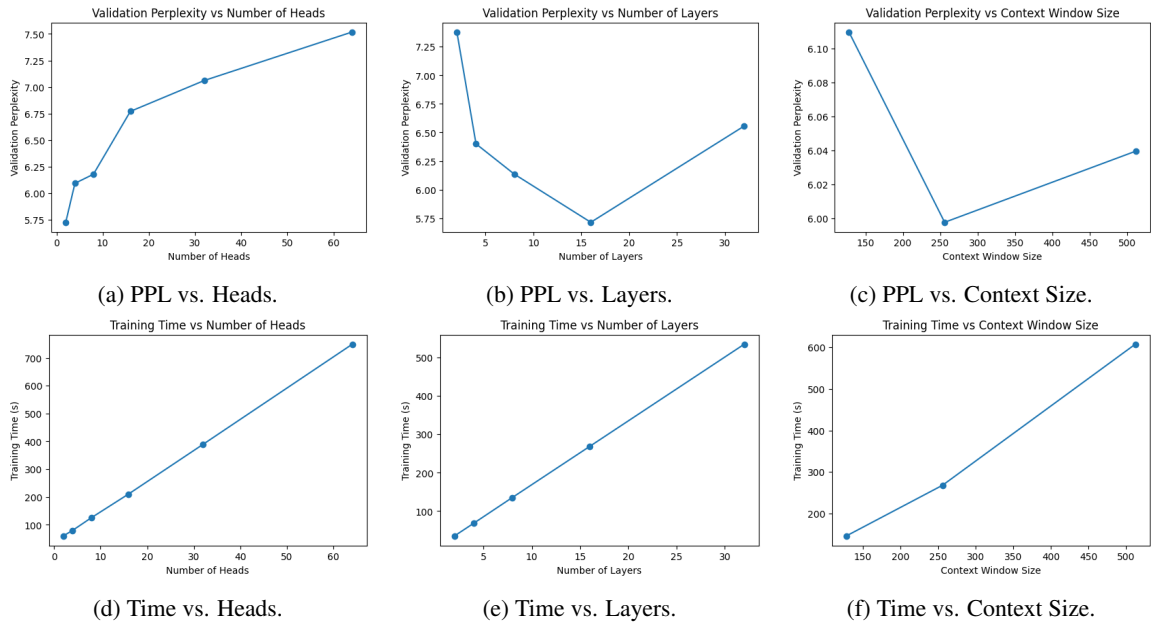 Validation Perplexity vs Number of Heads
Validation Perplexity
7.50
7.25
7.00
6.75
6.50
6.25
6.00
5.75
0 10 20 30 40 50 60
Number of Heads
(a) PPL vs. Heads.
Validation Perplexity vs Number of Layers
Validation Perplexity
7.25
7.00
6.75
6.50
6.25
6.00
5.75
5 10 15 20 25 30
Number of Layers
(b) PPL vs. Layers.
Validation Perplexity vs Context Window Size
Validation Perplexity
6.10
6.08
6.06
6.04
6.02
6.00
150 200 250 300 350 400 450 500
Context Window Size
(c) PPL vs. Context Size.
Training Time vs Number of Heads
Training Time (s)
700
600
500
400
300
200
100
0 10 20 30 40 50 60
Number of Heads
(d) Time vs. Heads.
Training Time vs Number of Layers
Training Time (s)
500
400
300
200
100
5 10 15 20 25 30
Number of Layers
(e) Time vs. Layers.
Training Time vs Context Window Size
Training Time (s)
600
500
400
300
200
150 200 250 300 350 400 450 500
Context Window Size
(f) Time vs. Context Size.